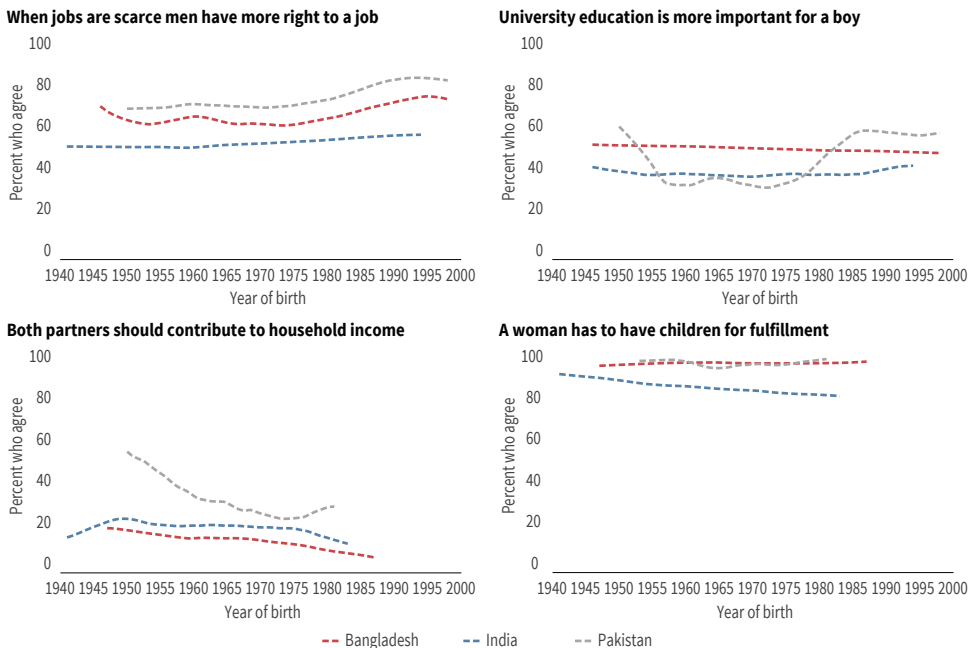 When jobs are scarce men have more right to a job
Percent who agree
100
80
60
40
20
0
1940 1945 1950 1955 1960 1965 1970 1975 1980 1985 1990 1995 2000
Year of birth
University education is more important for a boy
Percent who agree
100
80
60
40
20
0
1940 1945 1950 1955 1960 1965 1970 1975 1980 1985 1990 1995 2000
Year of birth
Both partners should contribute to household income
Percent who agree
100
80
60
40
20
0
1940 1945 1950 1955 1960 1965 1970 1975 1980 1985 1990 1995 2000
Year of birth
A woman has to have children for fulfillment
Percent who agree
100
80
60
40
20
0
1940 1945 1950 1955 1960 1965 1970 1975 1980 1985 1990 1995 2000
Year of birth
Bangladesh India Pakistan